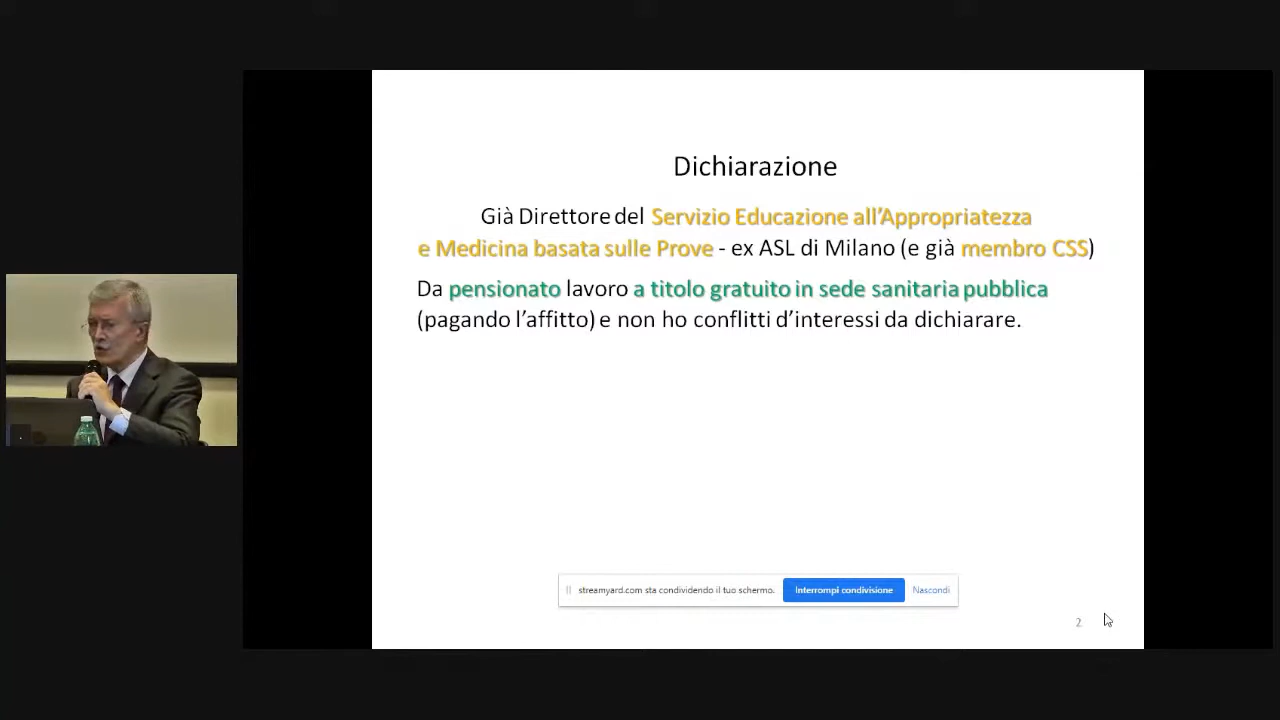 Dichiarazione
Già Direttore del Servizio Educazione all’Appropriatezza
e Medicina basata sulle Prove - ex ASL di Milano (e già membro CSS)
Da pensionato lavoro a titolo gratuito in sede sanitaria pubblica
(pagando l’affitto) e non ho conflitti d’interessi da dichiarare.
streamyard.com sta condividendo il tuo schermo. Interrompi condivisione Nascondi
2